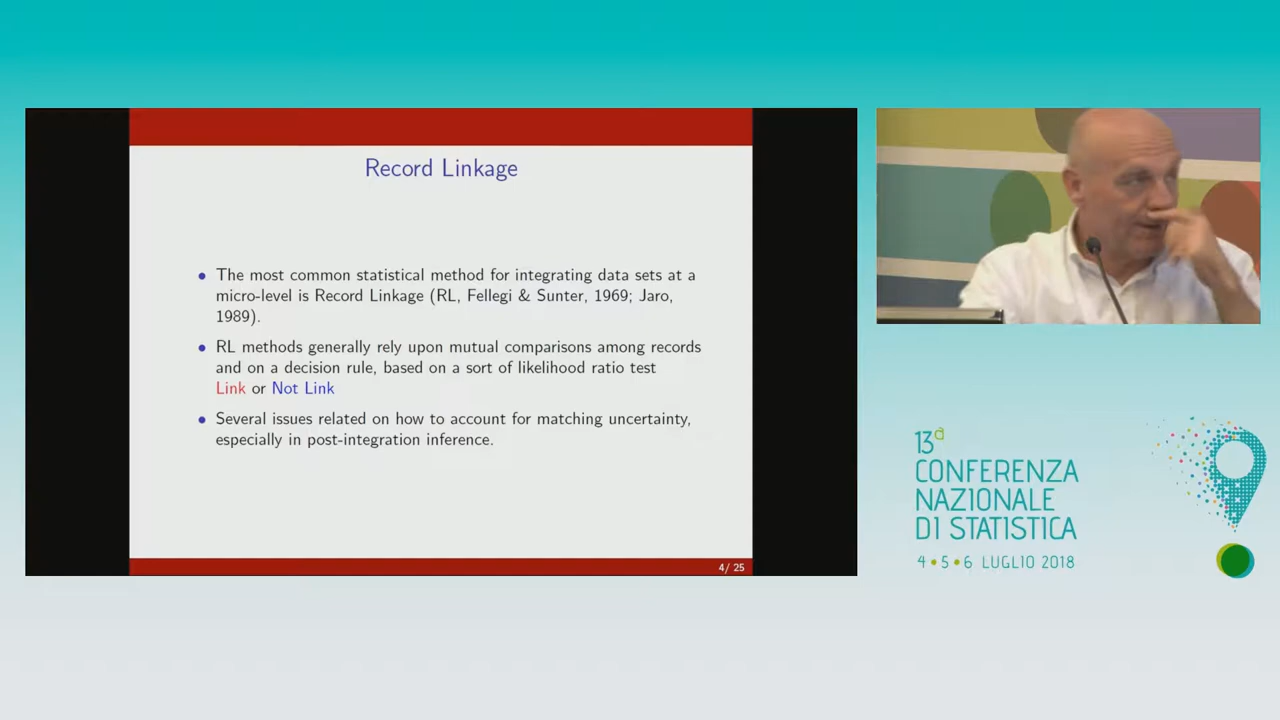 Record Linkage
• The most common statistical method for integrating data sets at a
micro-level is Record Linkage (RL, Fellegi & Sunter, 1969; Jaro,
1989).
• RL methods generally rely upon mutual comparisons among records
and on a decision rule, based on a sort of likelihood ratio test
Link or Not Link
• Several issues related on how to account for matching uncertainty,
especially in post-integration inference.
4/ 25
13a
CONFERENZA
NAZIONALE
DI STATISTICA
4 • 5 • 6 LUGLIO 2018